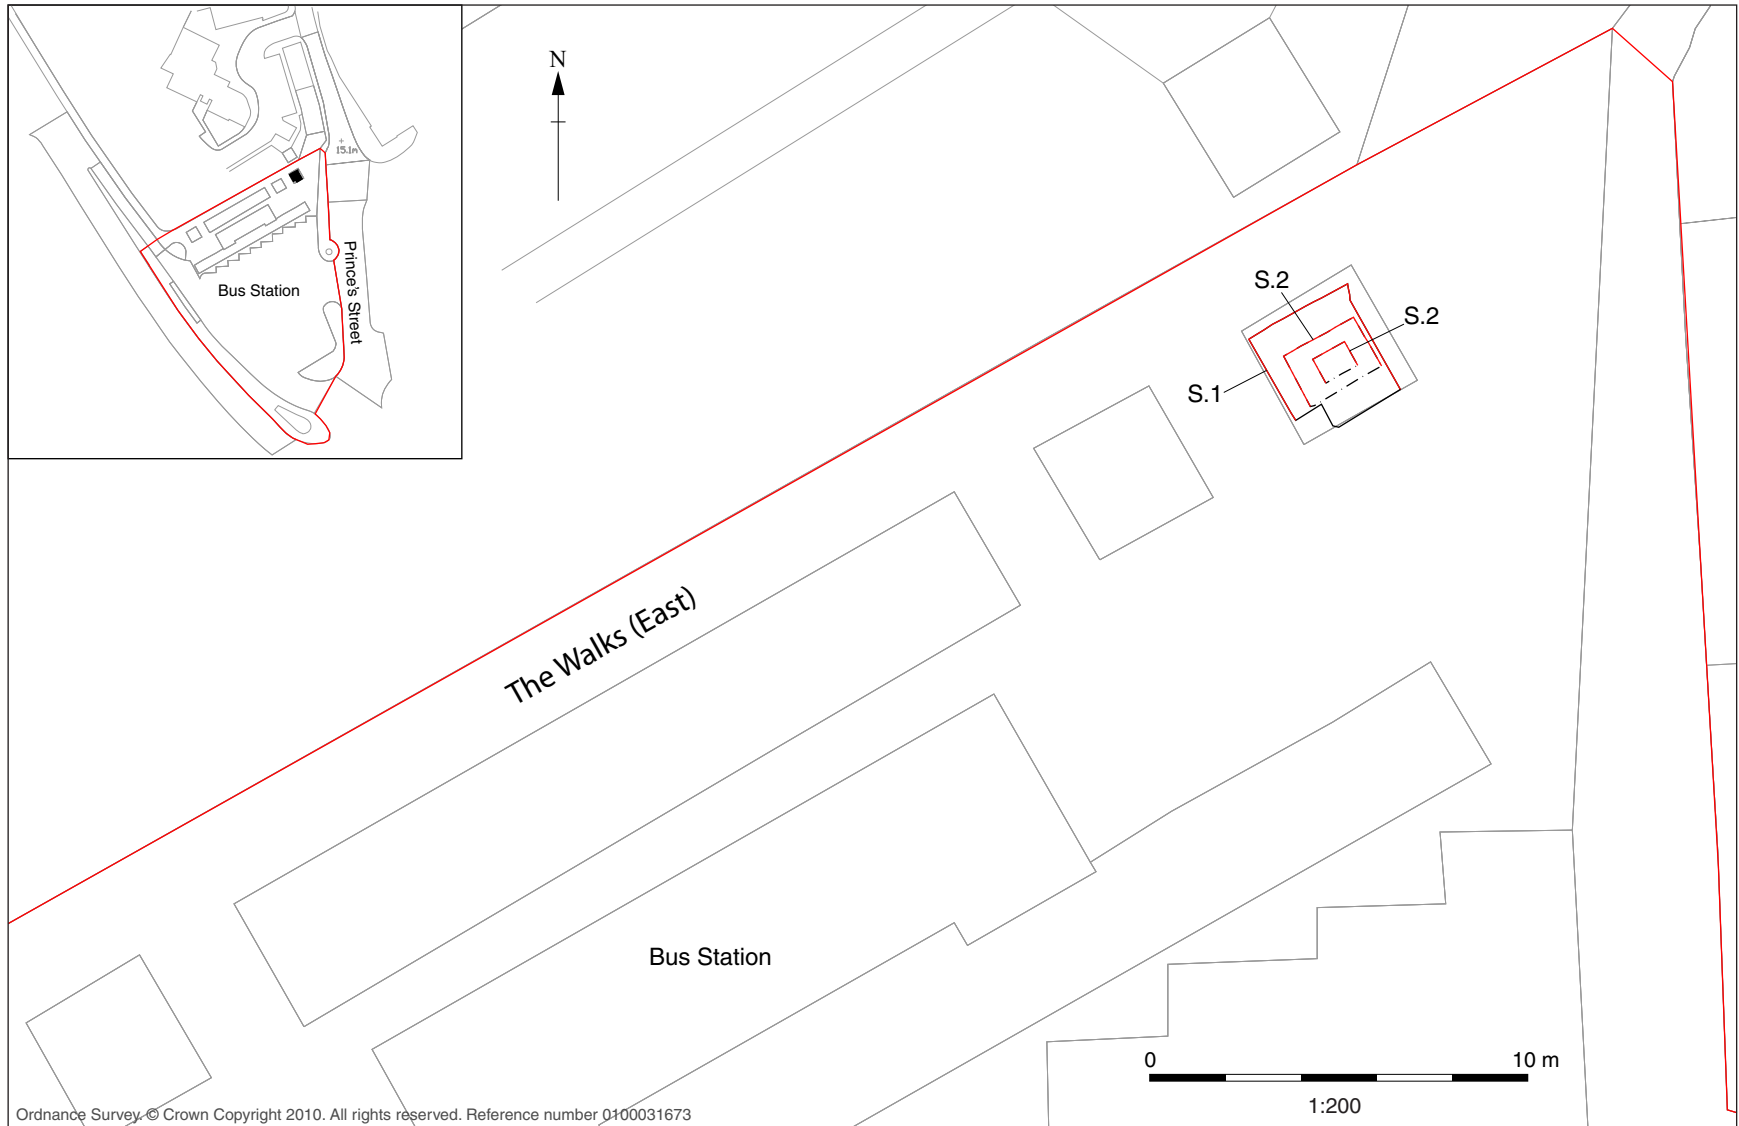 N
15.1m
Prince's Street
Bus Station
S.2
S.2
S.1
The Walks (East)
Bus Station
0 10 m
1:200
Ordnance Survey. © Crown Copyright 2010. All rights reserved. Reference number 0100031673